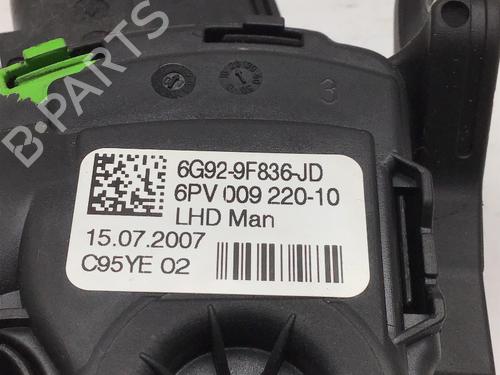 B-PARTS
3
6G92-9F836-JD
6PV 009 220-10
LHD Man
15.07.2007
C95YE 02